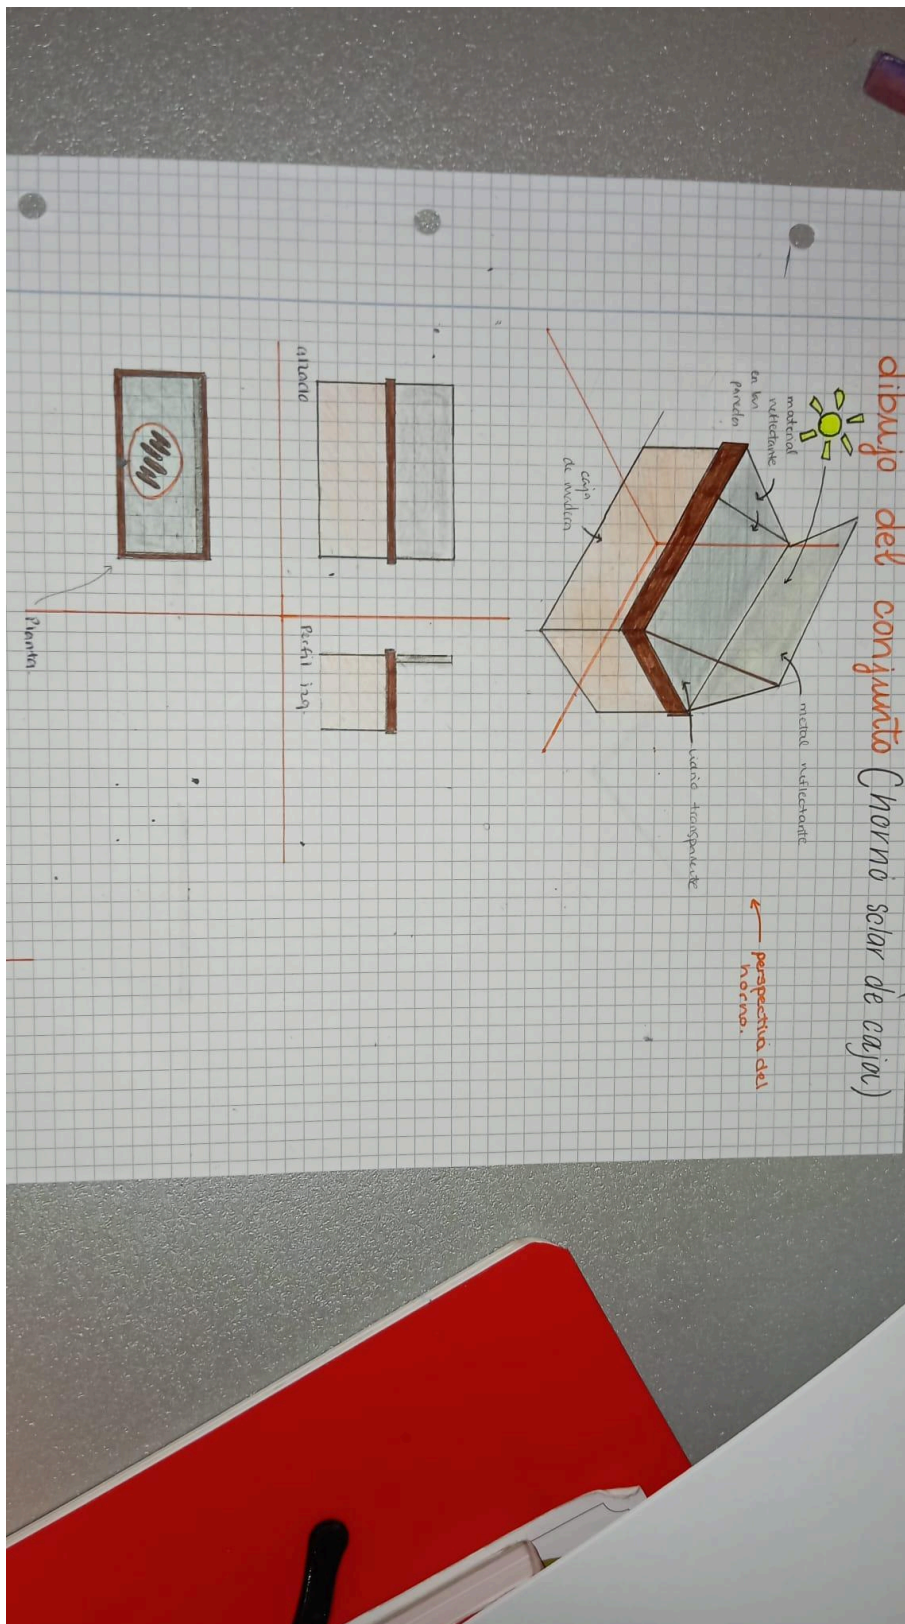 dibujo del conjunto (horno solar de caja)
material
reflectante
en las
paredes
metal reflectante
caja
de madera
vidrio transparente
← perspectiva del
horno.
alzado
Perfil izq.
Planta.